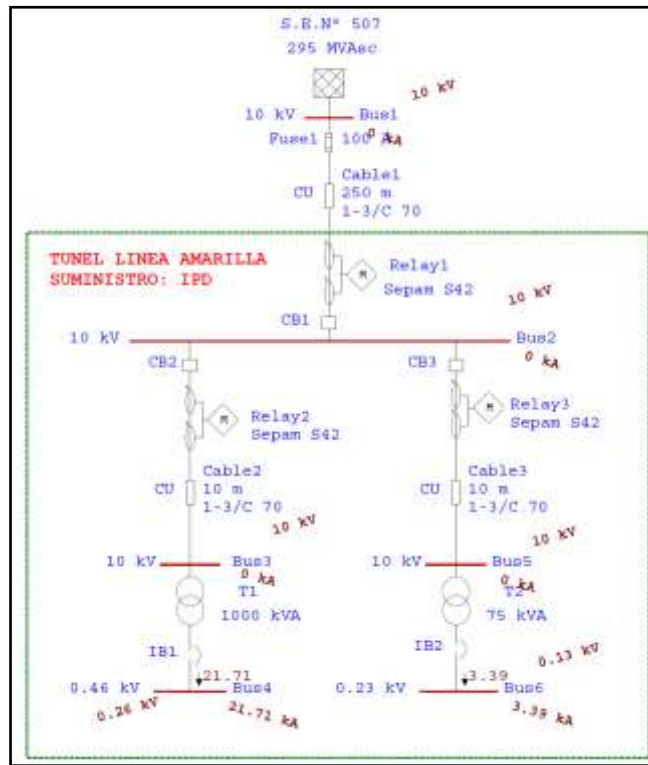 S.E.Nº 507
295 MVAsc
10 kV
10 kV Bus1
0 kA
Fuse1 100 A
Cable1
CU 250 m
1-3/C 70
TUNEL LINEA AMARILLA
SUMINISTRO: IPD
R Relay1
Sepam S42
10 kV
CB1
10 kV Bus2
0 kA
CB2 CB3
R Relay2
Sepam S42
R Relay3
Sepam S42
Cable2
CU 10 m
1-3/C 70
Cable3
CU 10 m
1-3/C 70
10 kV
10 kV
10 kV Bus3
0 kA
10 kV Bus5
0 kA
T1
1000 kVA
T2
75 kVA
IB1
21.71
IB2
3.39
0.13 kV
0.46 kV Bus4
0.26 kV
21.71 kA
0.23 kV Bus6
3.39 kA